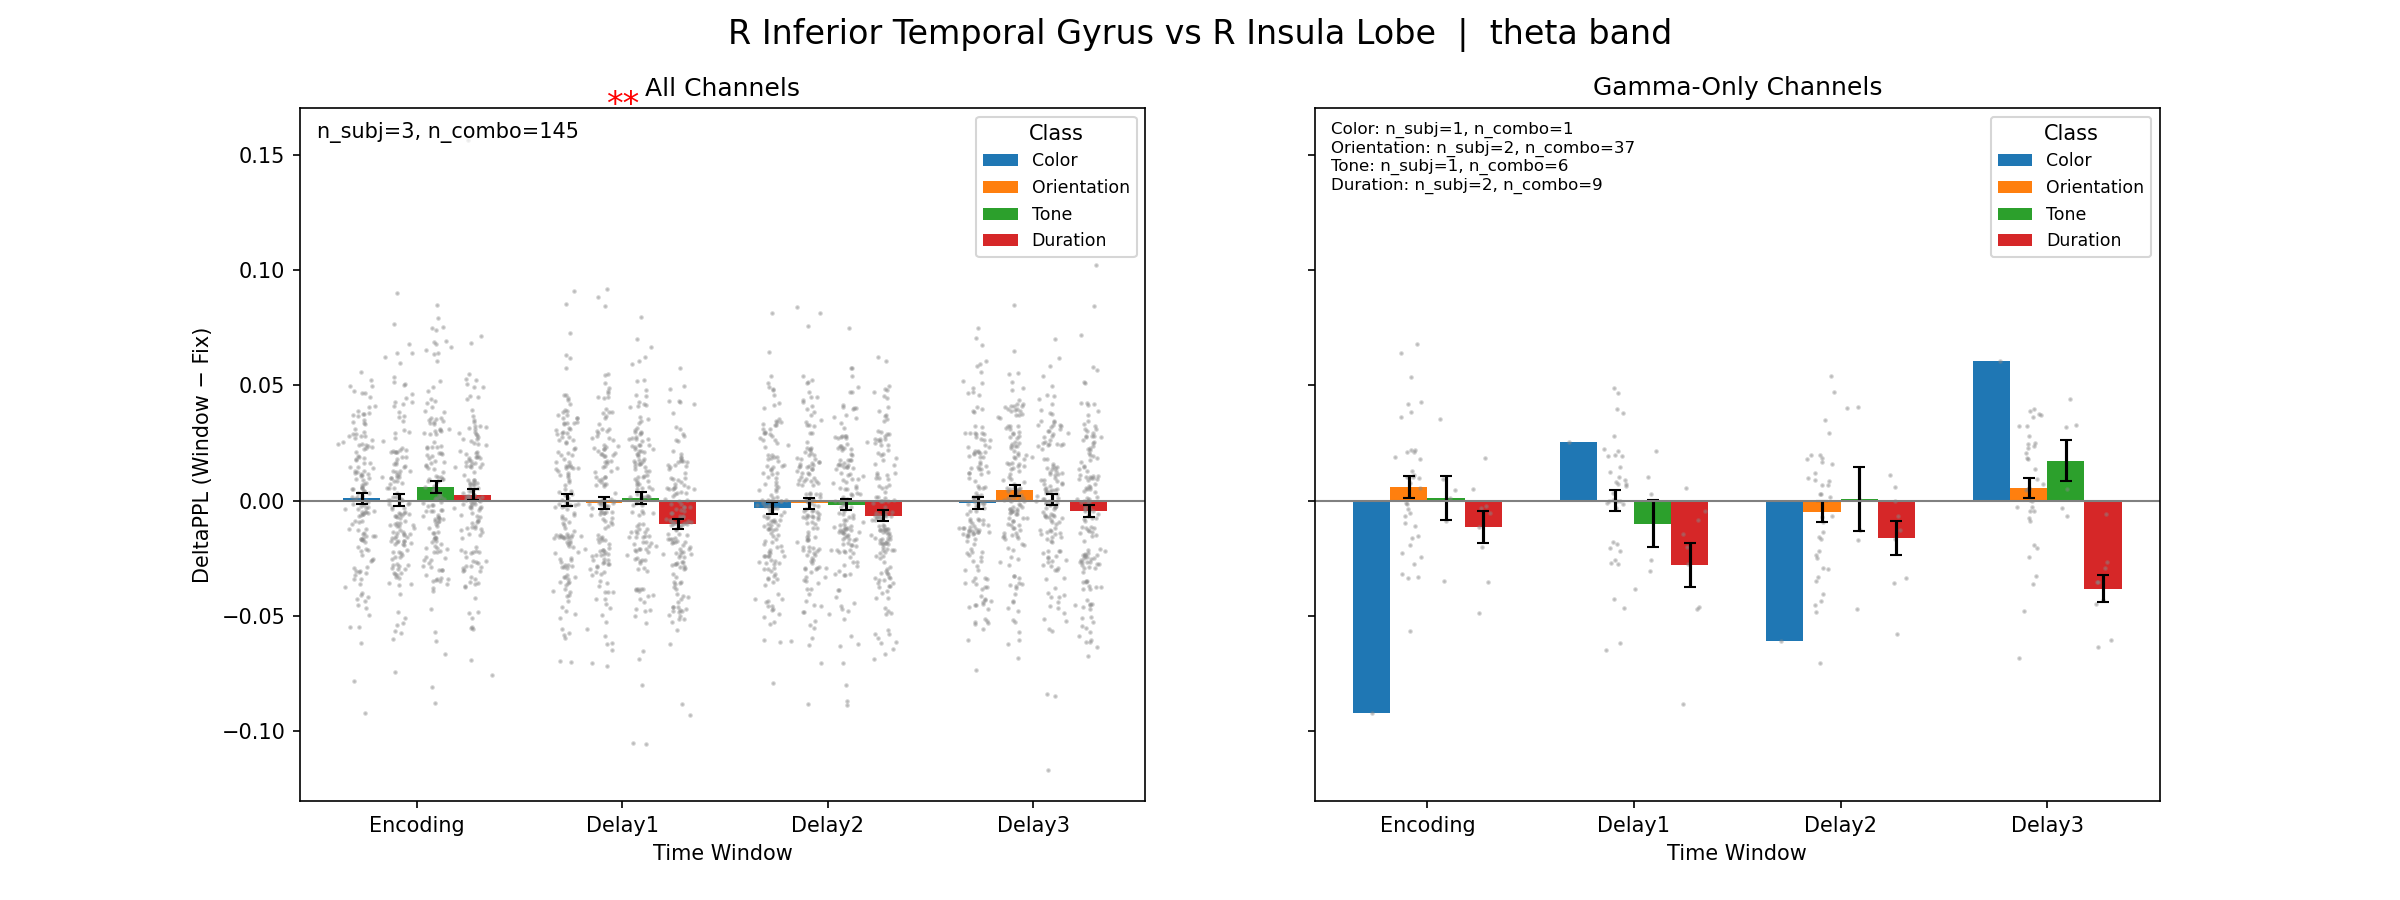 R Inferior Temporal Gyrus vs R Insula Lobe | theta band
** All Channels
n_subj=3, n_combo=145
Class
Color
Orientation
Tone
Duration
0.15
0.10
0.05
0.00
−0.05
−0.10
DeltaPPL (Window − Fix)
Encoding Delay1 Delay2 Delay3
Time Window
Gamma-Only Channels
Color: n_subj=1, n_combo=1
Orientation: n_subj=2, n_combo=37
Tone: n_subj=1, n_combo=6
Duration: n_subj=2, n_combo=9
Class
Color
Orientation
Tone
Duration
Encoding Delay1 Delay2 Delay3
Time Window